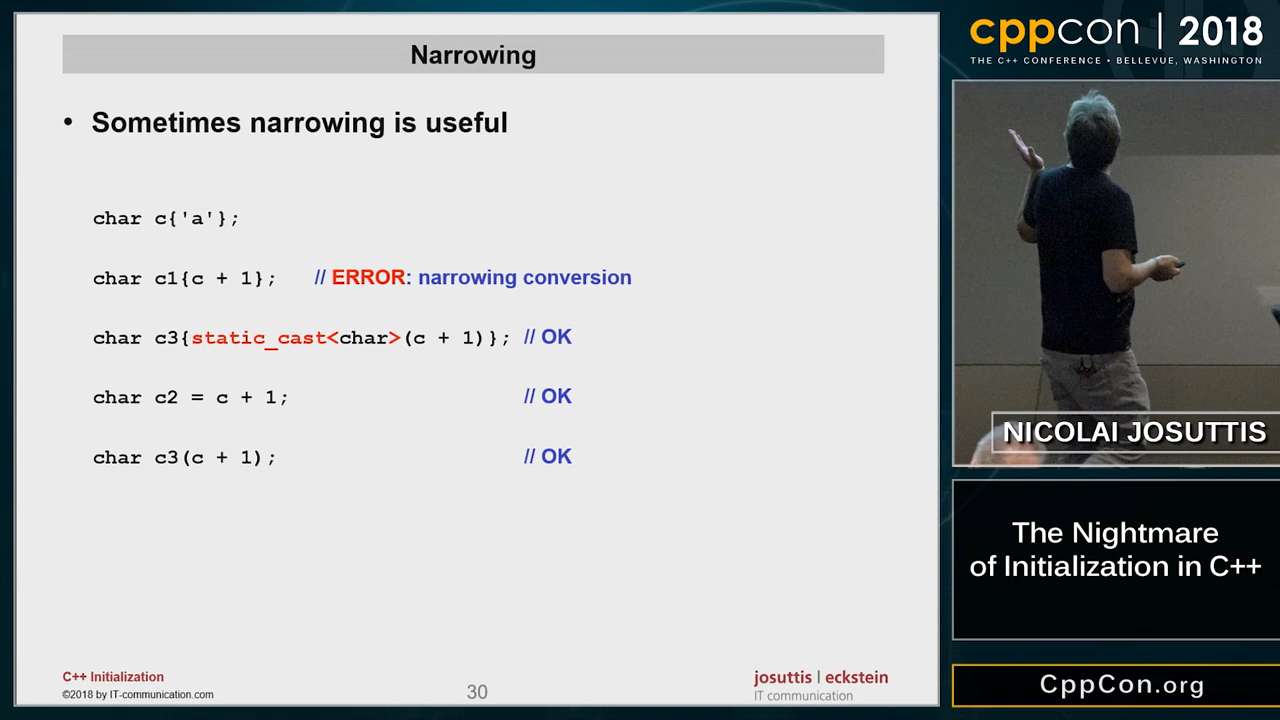 Narrowing
• Sometimes narrowing is useful
char c{'a'};
char c1{c + 1}; // ERROR: narrowing conversion
char c3{static_cast<char>(c + 1)}; // OK
char c2 = c + 1; // OK
char c3(c + 1); // OK
C++ Initialization
©2018 by IT-communication.com
30
josuttis | eckstein
IT communication
cppcon | 2018
THE C++ CONFERENCE • BELLEVUE, WASHINGTON
NICOLAI JOSUTTIS
The Nightmare
of Initialization in C++
CppCon.org